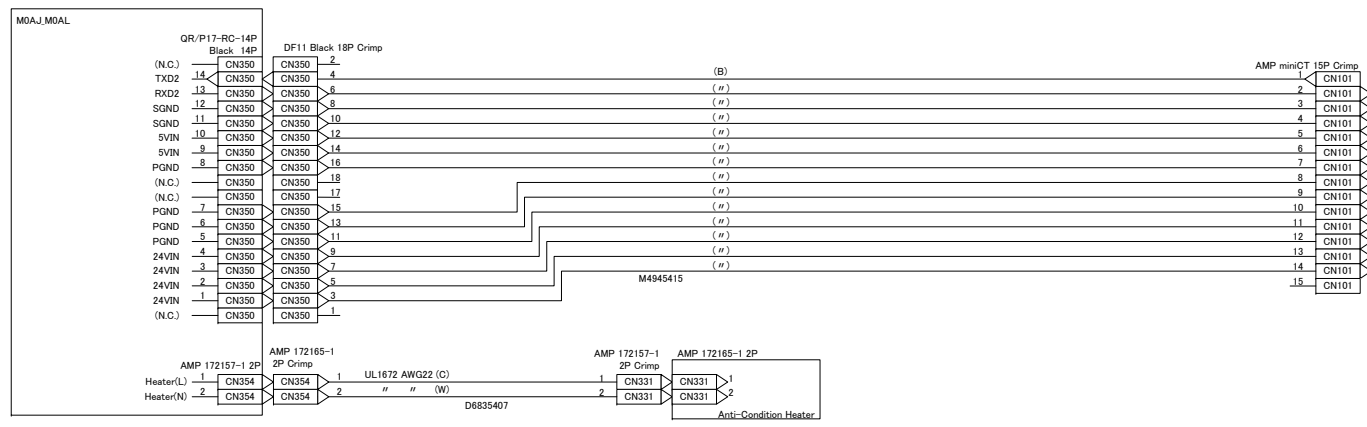 M0AJ_M0AL
QR/P17-RC-14P
Black 14P
DF11 Black 18P Crimp
AMP miniCT 15P Crimp
(N.C.) CN350 CN350 2
TXD2 14 CN350 CN350 4 (B) 1 CN101
RXD2 13 CN350 CN350 6 (〃) 2 CN101
SGND 12 CN350 CN350 8 (〃) 3 CN101
SGND 11 CN350 CN350 10 (〃) 4 CN101
5VIN 10 CN350 CN350 12 (〃) 5 CN101
5VIN 9 CN350 CN350 14 (〃) 6 CN101
PGND 8 CN350 CN350 16 (〃) 7 CN101
(N.C.) CN350 CN350 18 (〃) 8 CN101
(N.C.) CN350 CN350 17 (〃) 9 CN101
PGND 7 CN350 CN350 15 (〃) 10 CN101
PGND 6 CN350 CN350 13 (〃) 11 CN101
PGND 5 CN350 CN350 11 (〃) 12 CN101
24VIN 4 CN350 CN350 9 (〃) 13 CN101
24VIN 3 CN350 CN350 7 (〃) 14 CN101
24VIN 2 CN350 CN350 5 M4945415 15 CN101
24VIN 1 CN350 CN350 3
(N.C.) CN350 CN350 1
AMP 172157-1 2P
AMP 172165-1
2P Crimp
AMP 172157-1
2P Crimp
AMP 172165-1 2P
Heater(L) 1 CN354 CN354 1 UL1672 AWG22 (C) 1 CN331 CN331 1
Heater(N) 2 CN354 CN354 2 〃 〃 (W) 2 CN331 CN331 2
D6835407
Anti-Condition Heater